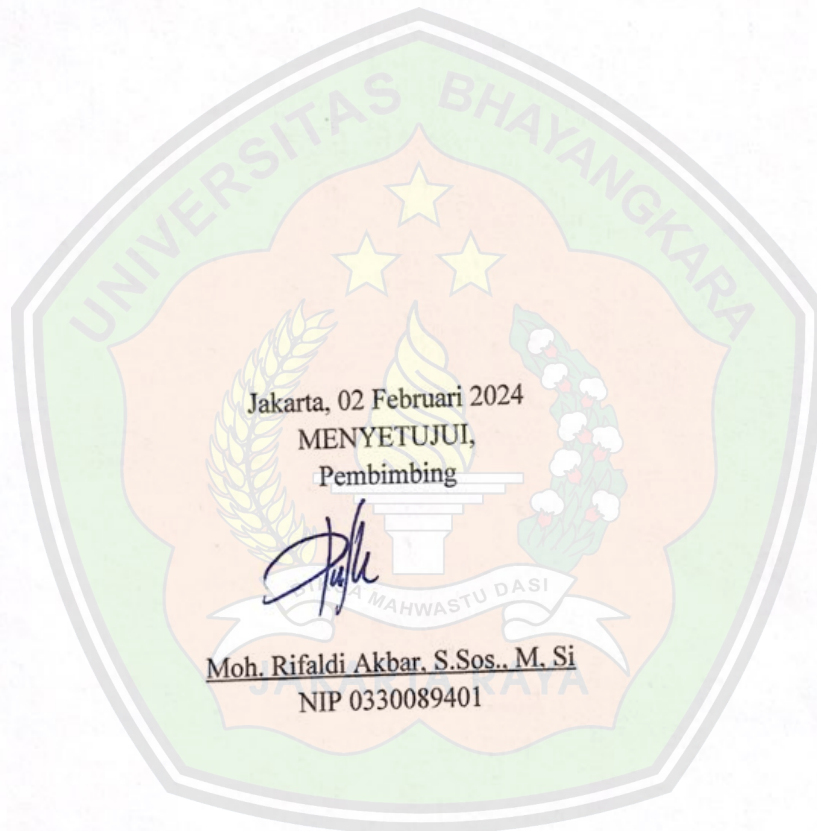 UNIVERSITAS BHAYANGKARA
Jakarta, 02 Februari 2024
MENYETUJUI,
Pembimbing
MAHWASTU DASI
Moh. Rifaldi Akbar, S.Sos., M, Si
JAKARTA RAYA
NIP 0330089401